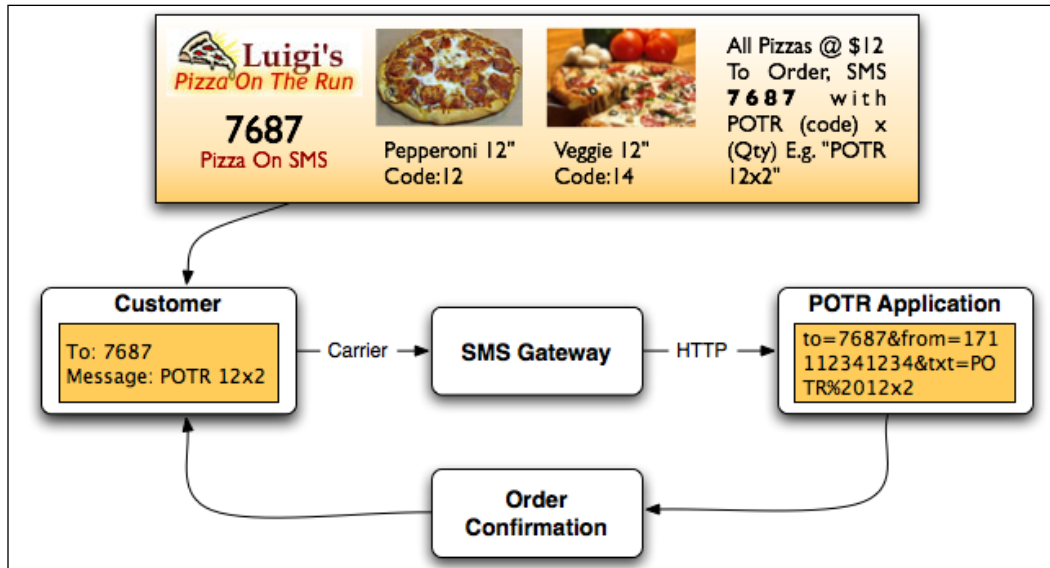 Luigi's
Pizza On The Run
7687
Pizza On SMS
Pepperoni 12"
Code:12
Veggie 12"
Code:14
All Pizzas @ $12
To Order, SMS
7687 with
POTR (code) x
(Qty) E.g. "POTR
12x2"
Customer
To: 7687
Message: POTR 12x2
Carrier
SMS Gateway
HTTP
POTR Application
to=7687&from=171
112341234&txt=PO
TR%2012x2
Order
Confirmation